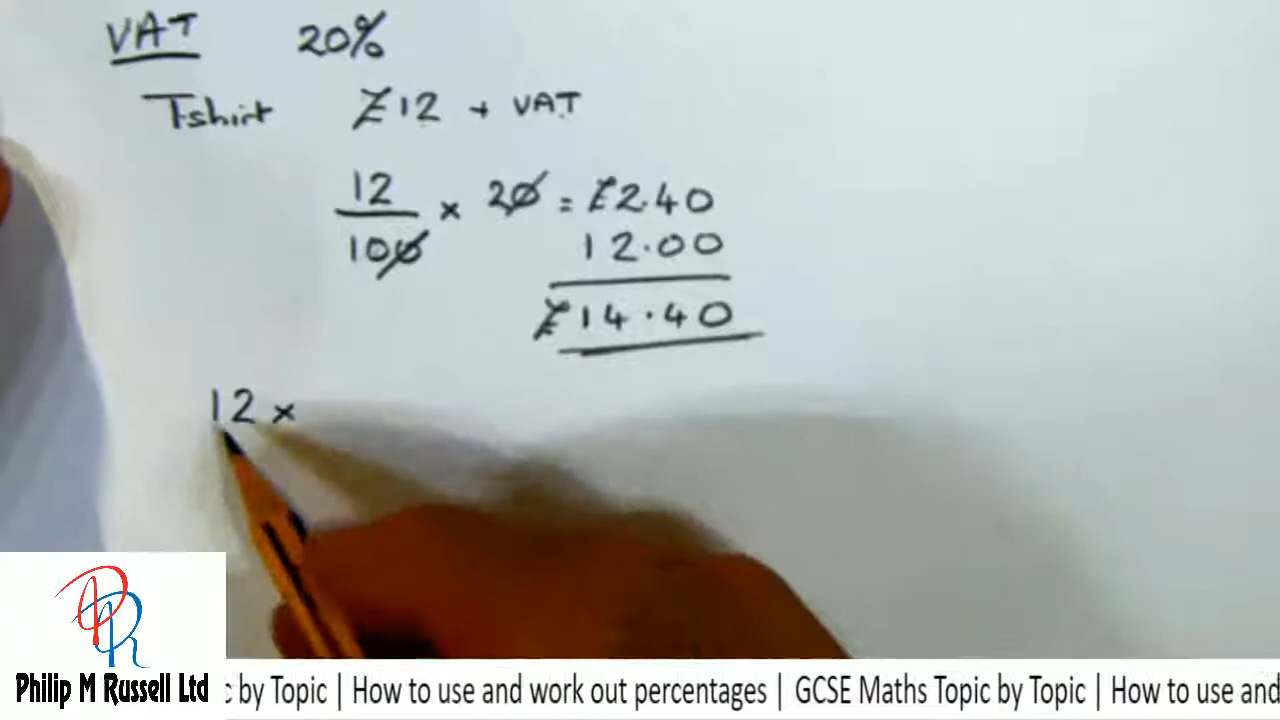 VAT 20%
T-shirt £12 + VAT
12/100 × 20 = £2.40
12.00
£14.40
12 ×
Philip M Russell Ltd
c by Topic | How to use and work out percentages | GCSE Maths Topic by Topic | How to use and